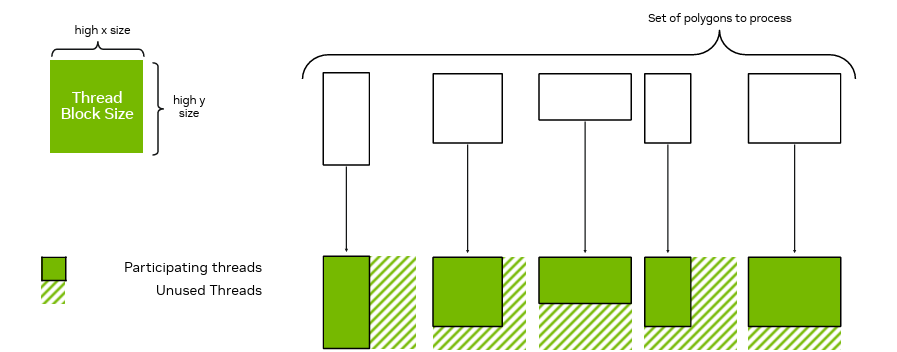 Set of polygons to process
high x size
Thread
Block Size
high y
size
Participating threads
Unused Threads